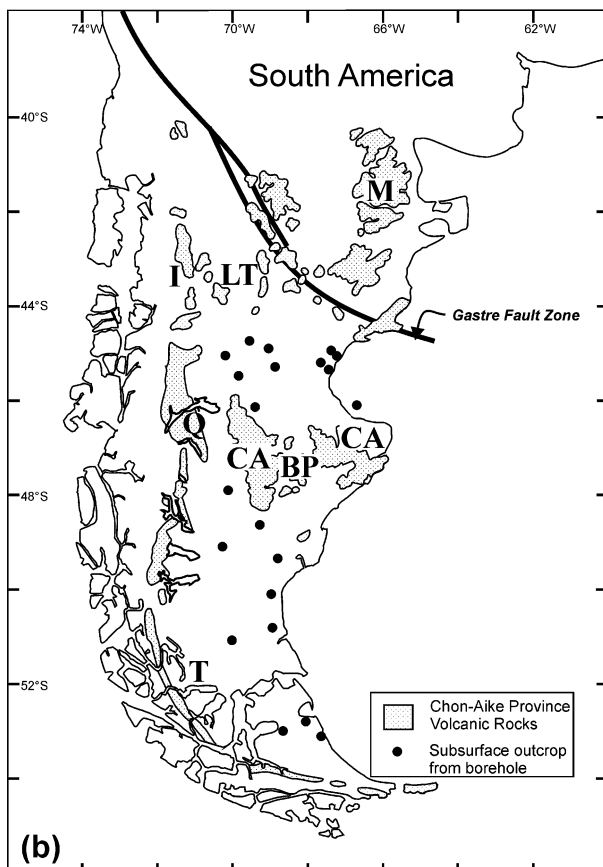 74°W 70°W 66°W 62°W
South America
40°S
M
I LT
44°S
Gastre Fault Zone
Q
CA BP CA
48°S
T
52°S
Chon-Aike Province
Volcanic Rocks
Subsurface outcrop
from borehole
(b)